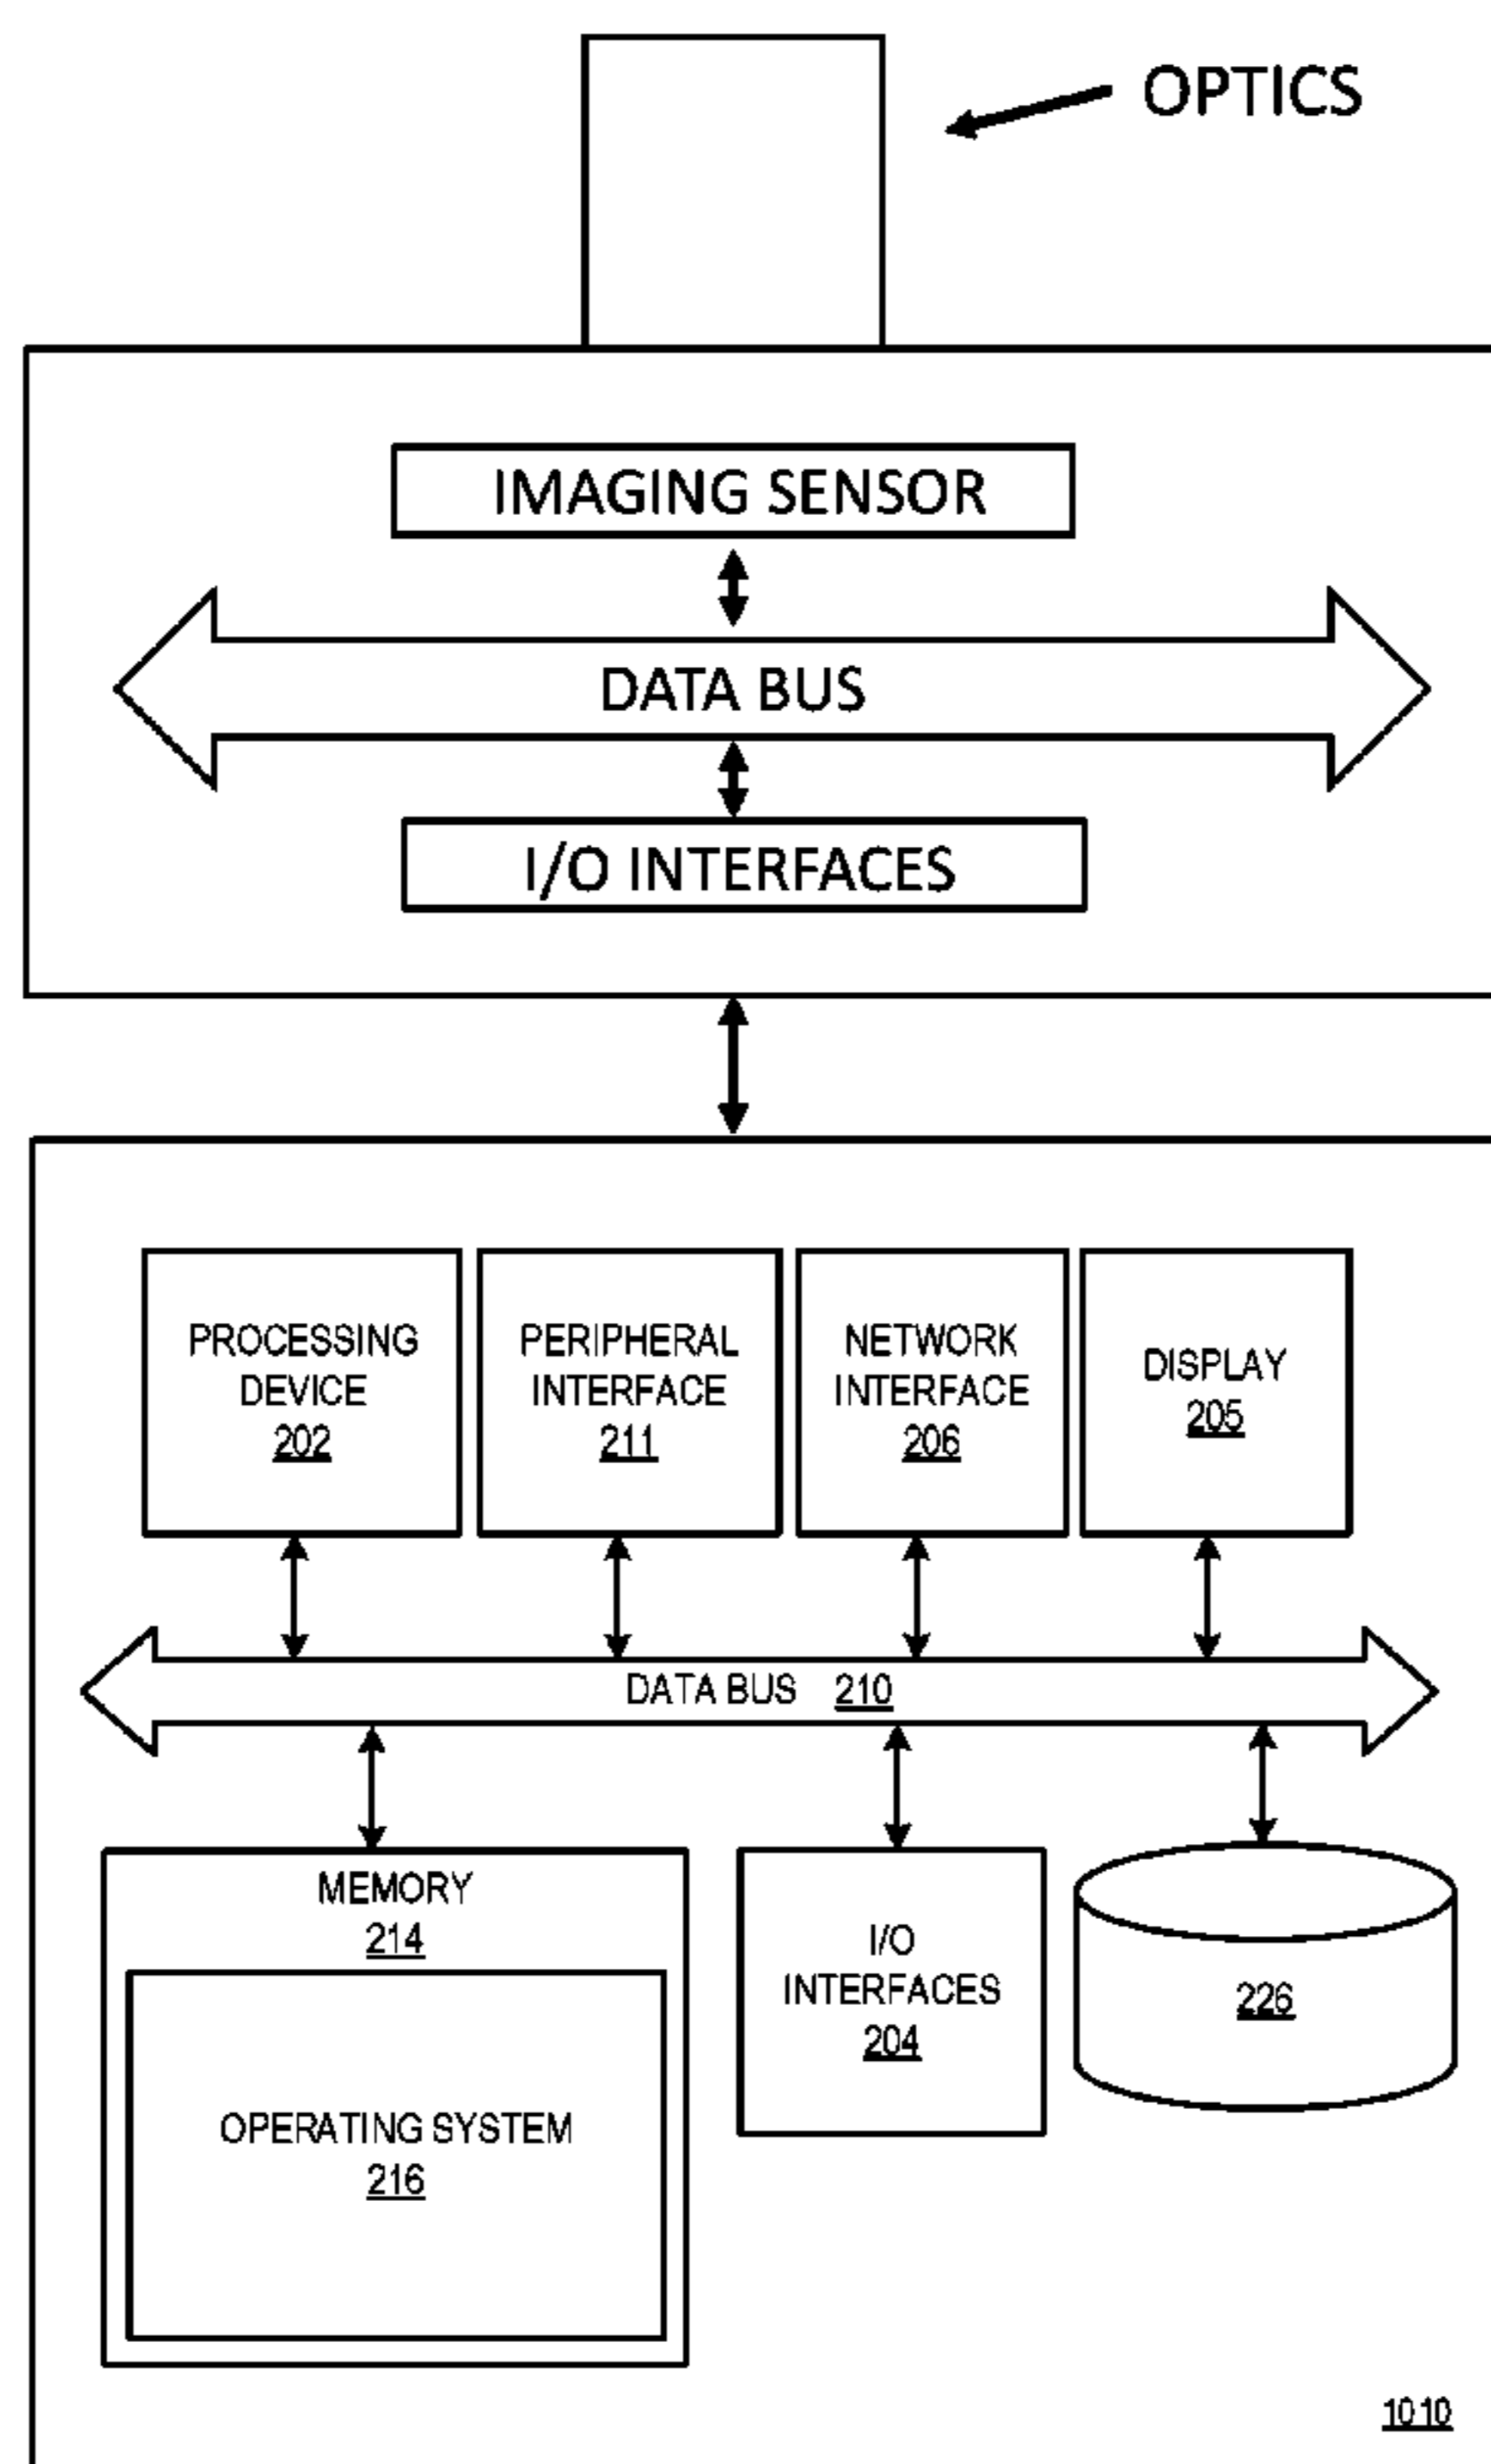 OPTICS
IMAGING SENSOR
DATA BUS
I/O INTERFACES
PROCESSING
DEVICE
202
PERIPHERAL
INTERFACE
211
NETWORK
INTERFACE
206
DISPLAY
205
DATA BUS 210
MEMORY
214
OPERATING SYSTEM
216
I/O
INTERFACES
204
226
1010